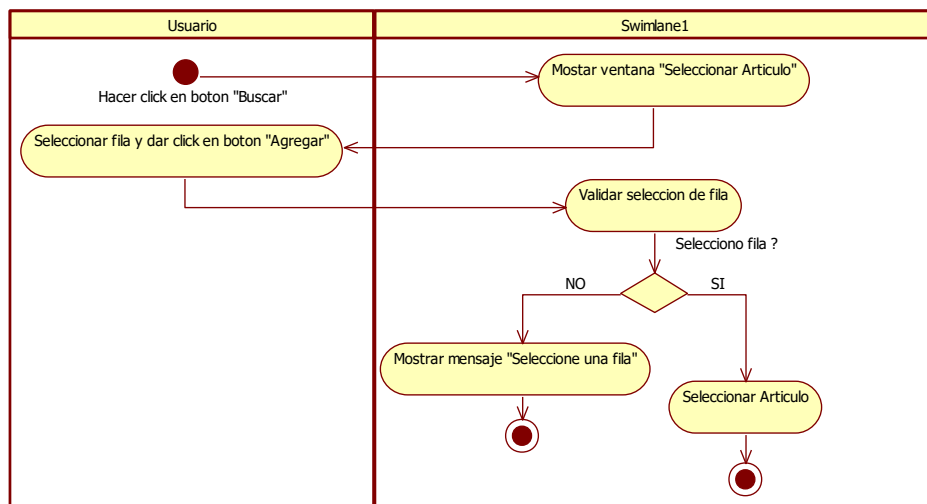 Usuario
Swimlane1
Mostar ventana "Seleccionar Articulo"
Hacer click en boton "Buscar"
Seleccionar fila y dar click en boton "Agregar"
Validar seleccion de fila
Selecciono fila ?
NO
SI
Mostrar mensaje "Seleccione una fila"
Seleccionar Articulo